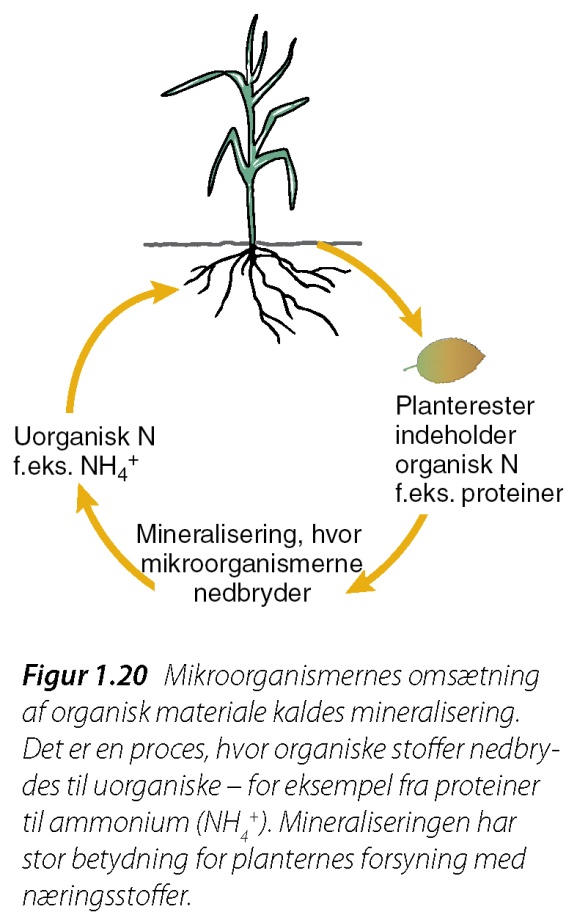 Planterester
indeholder
organisk N
f.eks. proteiner
Uorganisk N
f.eks. NH₄⁺
Mineralisering, hvor
mikroorganismerne
nedbryder
Figur 1.20 Mikroorganismernes omsætning
af organisk materiale kaldes mineralisering.
Det er en proces, hvor organiske stoffer nedbry-
des til uorganiske – for eksempel fra proteiner
til ammonium (NH₄⁺). Mineraliseringen har
stor betydning for planternes forsyning med
næringsstoffer.